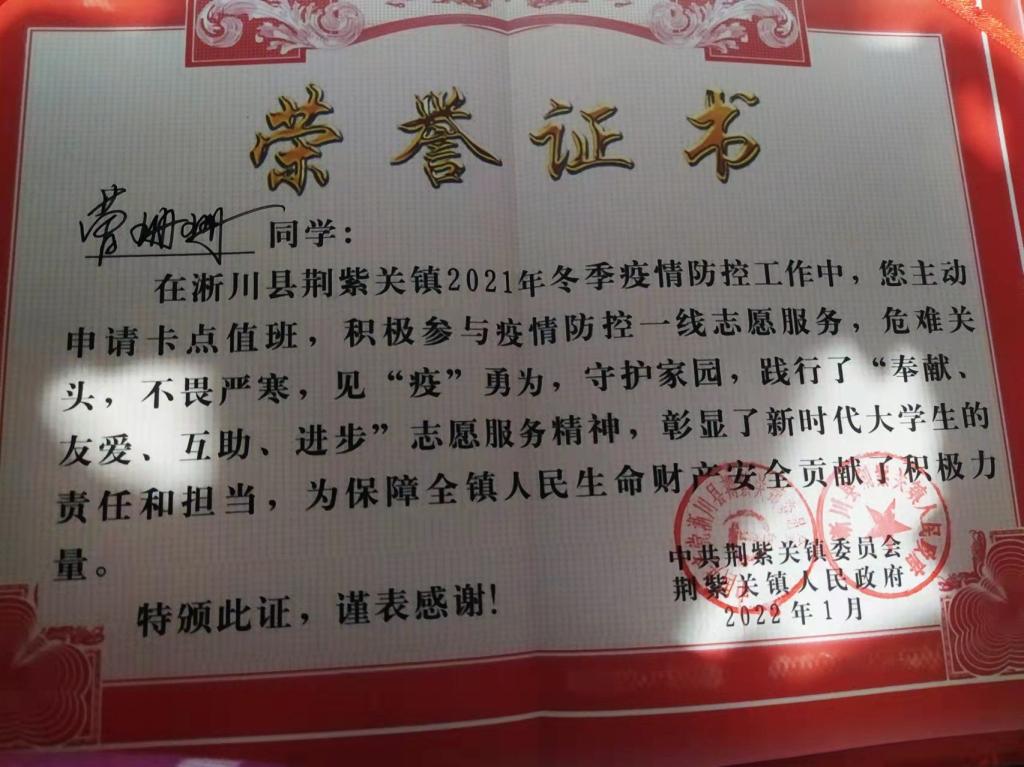 荣誉证书
珊珊 同学：
在淅川县荆紫关镇2021年冬季疫情防控工作中，您主动
申请卡点值班，积极参与疫情防控一线志愿服务，危难关
头，不畏严寒，见“疫”勇为，守护家园，践行了“奉献、
友爱、互助、进步”志愿服务精神，彰显了新时代大学生的
责任和担当，为保障全镇人民生命财产安全贡献了积极力
量。
特颁此证，谨表感谢！
中共荆紫关镇委员会
荆紫关镇人民政府
2022年1月